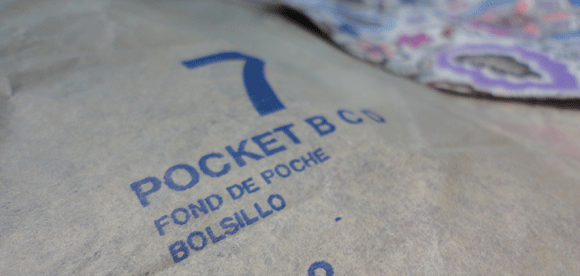 7
POCKET B C D
FOND DE POCHE
BOLSILLO